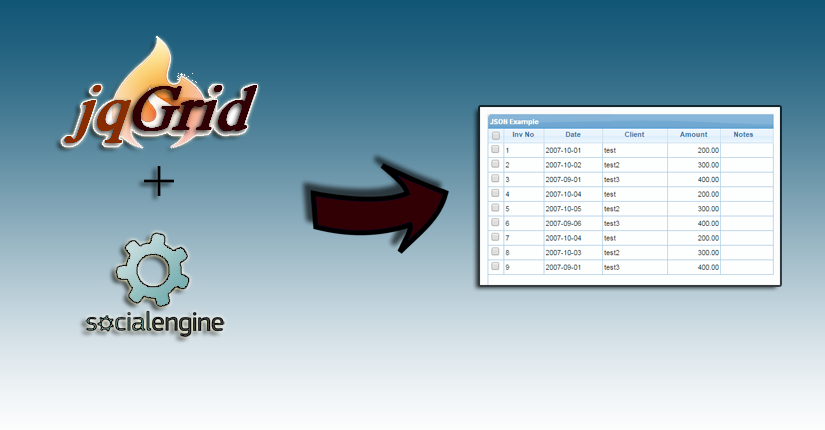 jqGrid
+
socialengine
JSON Example
Inv No Date Client Amount Notes
1 2007-10-01 test 200.00
2 2007-10-02 test2 300.00
3 2007-09-01 test3 400.00
4 2007-10-04 test 200.00
5 2007-10-05 test2 300.00
6 2007-09-06 test3 400.00
7 2007-10-04 test 200.00
8 2007-10-03 test2 300.00
9 2007-09-01 test3 400.00